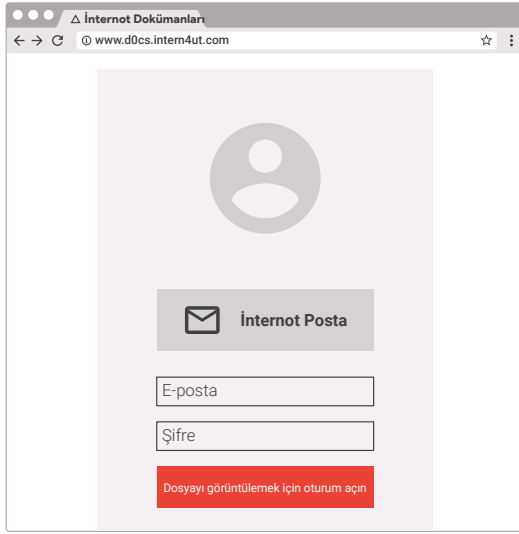 İnternot Dokümanları
www.d0cs.intern4ut.com
İnternot Posta
E-posta
Şifre
Dosyayı görüntülemek için oturum açın